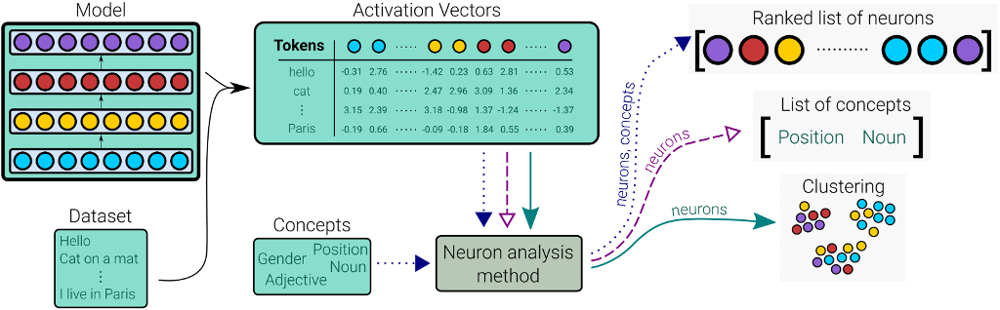 Model
Activation Vectors
Ranked list of neurons
Tokens
hello -0.31 2.76 ····· -1.42 0.23 0.63 2.81 ····· 0.53
cat 0.19 0.40 ····· 2.47 2.96 3.09 1.36 ····· 2.34
⋮ 3.15 2.39 ····· 3.18 -0.98 1.37 -1.24 ····· -1.37
Paris -0.19 0.66 ····· -0.09 -0.18 1.84 0.55 ····· 0.39
[ ·········· ]
List of concepts
[ Position Noun ]
neurons, concepts
neurons
neurons
Clustering
Dataset
Hello
Cat on a mat
⋮
I live in Paris
Concepts
Gender Position
Noun
Adjective
Neuron analysis
method